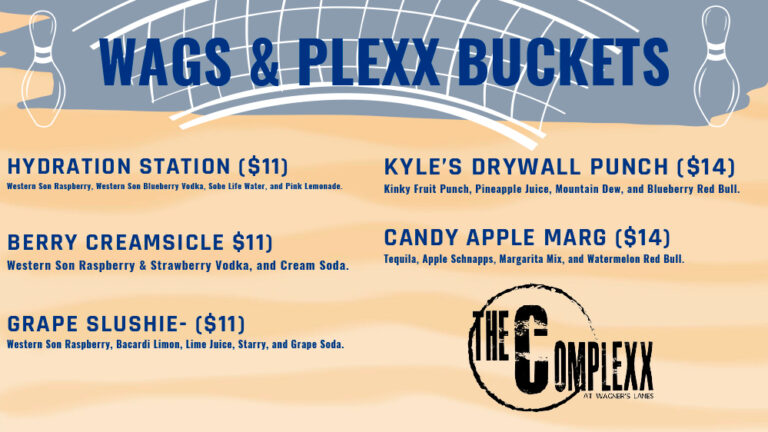 WAGS & PLEXX BUCKETS
HYDRATION STATION ($11)
Western Son Raspberry, Western Son Blueberry Vodka, Sobe Life Water, and Pink Lemonade.
BERRY CREAMSICLE $11)
Western Son Raspberry & Strawberry Vodka, and Cream Soda.
GRAPE SLUSHIE- ($11)
Western Son Raspberry, Bacardi Limon, Lime Juice, Starry, and Grape Soda.
KYLE'S DRYWALL PUNCH ($14)
Kinky Fruit Punch, Pineapple Juice, Mountain Dew, and Blueberry Red Bull.
CANDY APPLE MARG ($14)
Tequila, Apple Schnapps, Margarita Mix, and Watermelon Red Bull.
THE COMPLEXX
AT WAGNER'S LANES